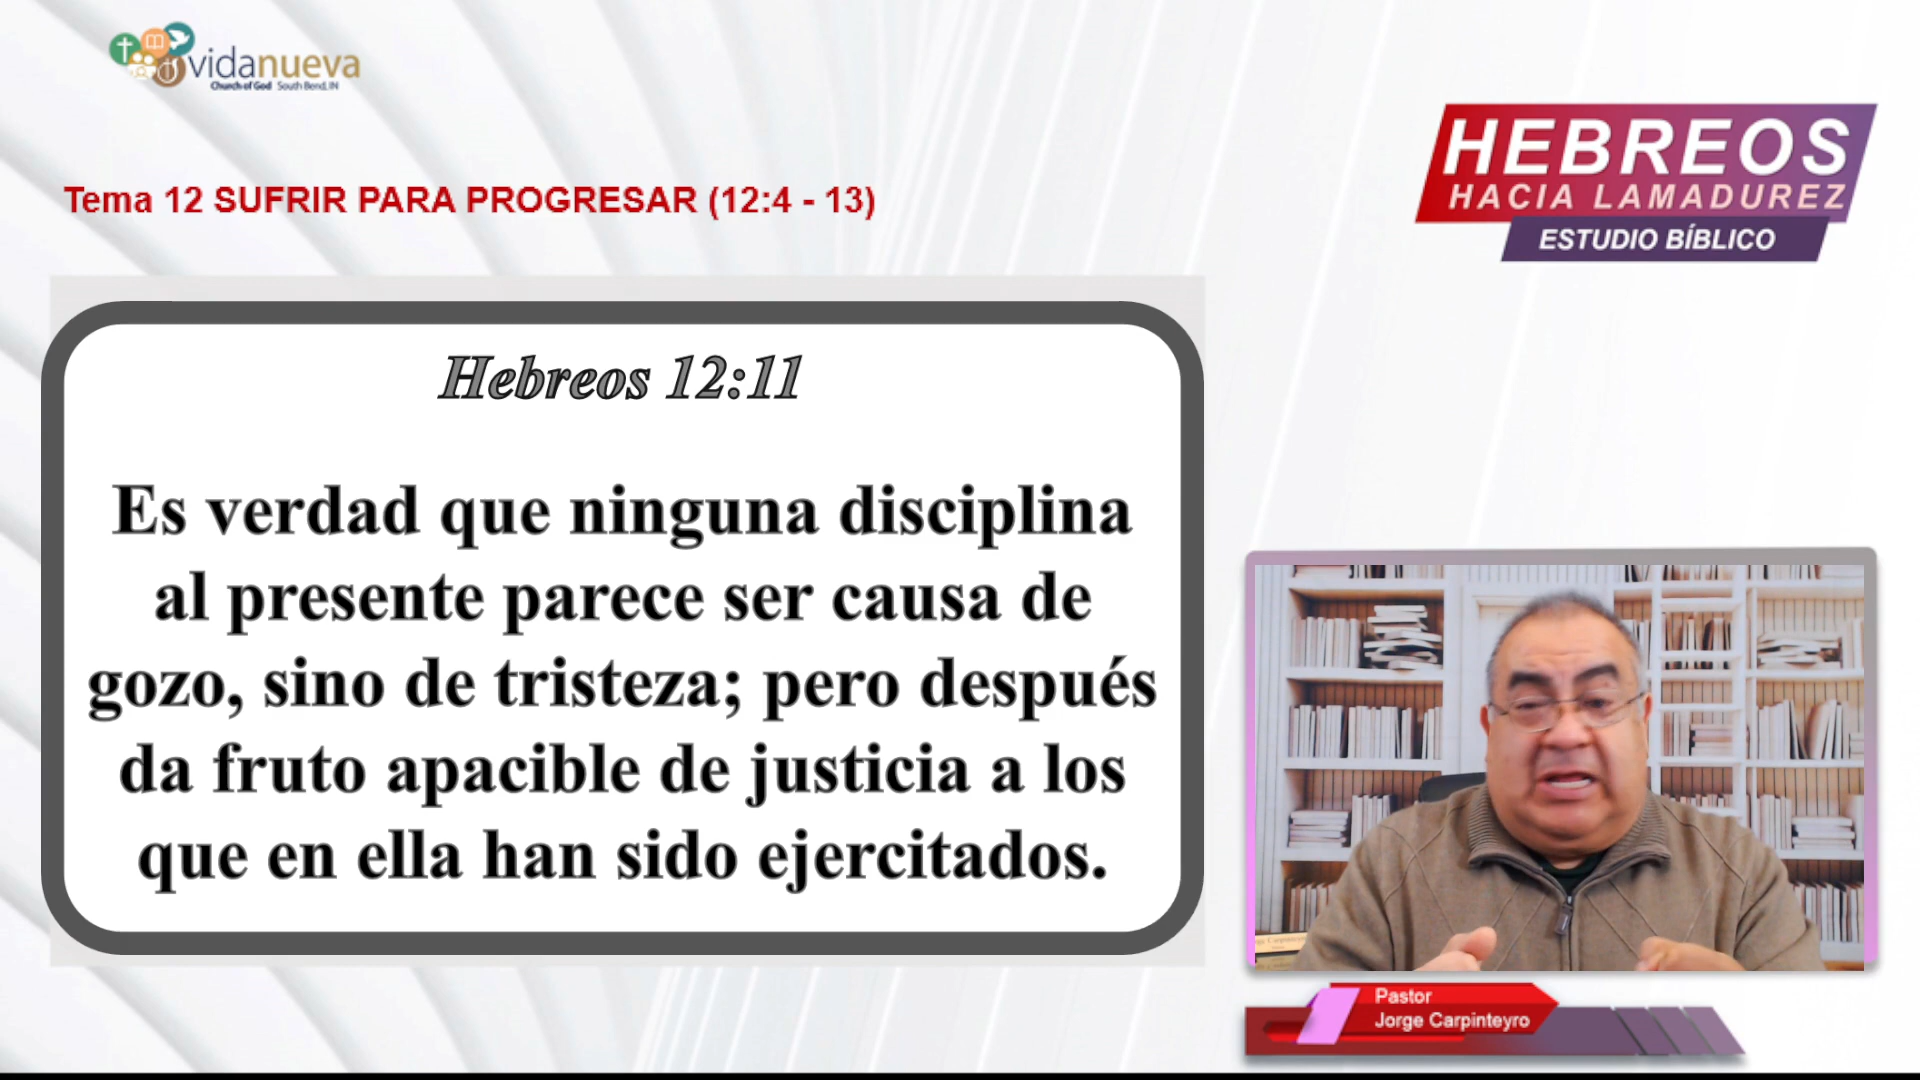 vidanueva
Church of God South Bend, IN
HEBREOS
HACIA LAMADUREZ
ESTUDIO BÍBLICO
Tema 12 SUFRIR PARA PROGRESAR (12:4 - 13)
Hebreos 12:11
Es verdad que ninguna disciplina
al presente parece ser causa de
gozo, sino de tristeza; pero después
da fruto apacible de justicia a los
que en ella han sido ejercitados.
Pastor
Jorge Carpinteyro